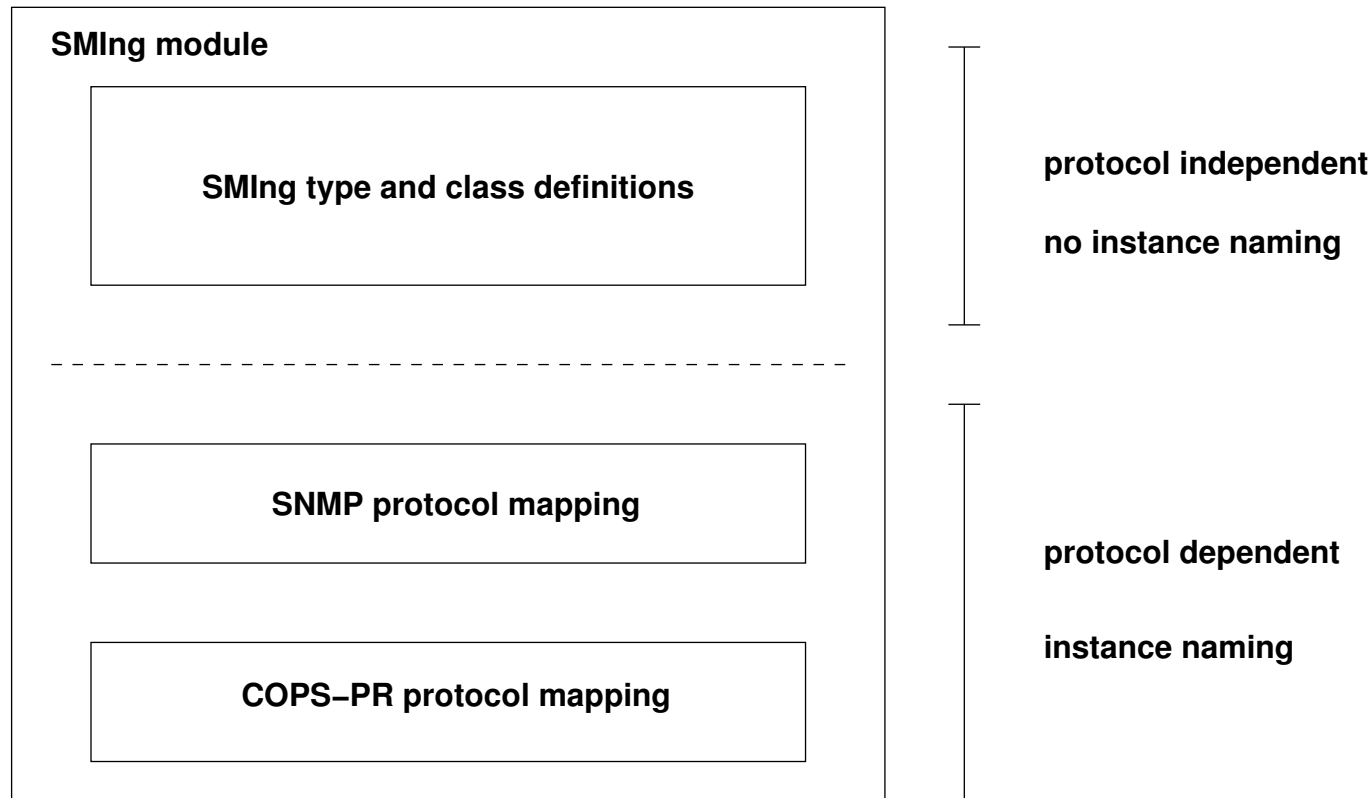 SMIng module
SMIng type and class definitions
protocol independent
no instance naming
SNMP protocol mapping
protocol dependent
instance naming
COPS–PR protocol mapping